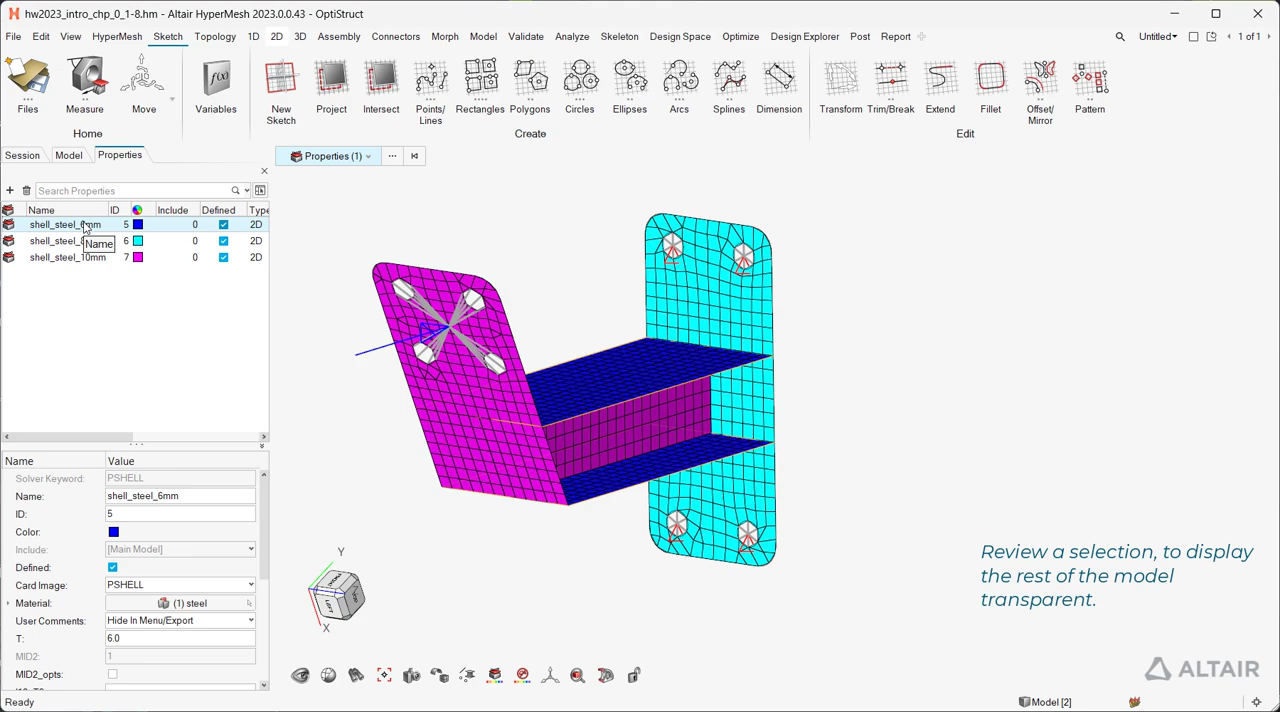 hw2023_intro_chp_0_1-8.hm - Altair HyperMesh 2023.0.0.43 - OptiStruct
File Edit View HyperMesh Sketch Topology 1D 2D 3D Assembly Connectors Morph Model Validate Analyze Skeleton Design Space Optimize Design Explorer Post Report Untitled 1 of 1
f(x)
Files Measure Move Variables New Sketch Project Intersect Points/Lines Rectangles Polygons Circles Ellipses Arcs Splines Dimension Transform Trim/Break Extend Fillet Offset/Mirror Pattern
Home Create Edit
Session Model Properties
Properties (1)
Search Properties
Name ID Include Defined Type
shell_steel_6mm 5 0 2D
shell_steel_ 6 0 2D
Name
shell_steel_10mm 7 0 2D
Name Value
Solver Keyword: PSHELL
Name: shell_steel_6mm
ID: 5
Color:
Include: [Main Model]
Defined:
Card Image: PSHELL
Material: (1) steel
User Comments: Hide In Menu/Export
T: 6.0
MID2: 1
MID2_opts:
Y
LEFT
X
Review a selection, to display
the rest of the model
transparent.
ALTAIR
Ready Model [2]